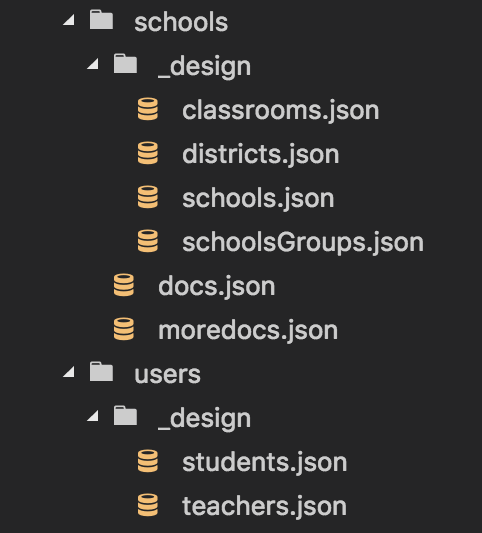 schools
_design
classrooms.json
districts.json
schools.json
schoolsGroups.json
docs.json
moredocs.json
users
_design
students.json
teachers.json